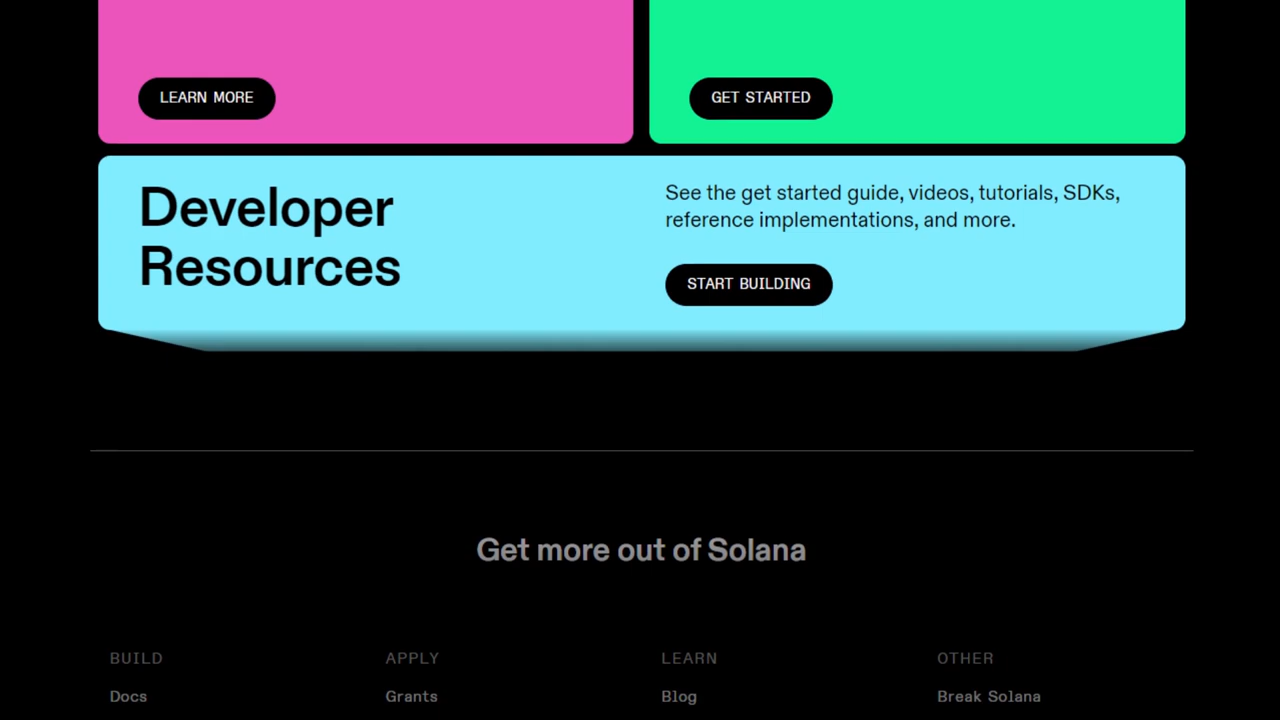 LEARN MORE
GET STARTED
Developer
Resources
See the get started guide, videos, tutorials, SDKs,
reference implementations, and more.
START BUILDING
Get more out of Solana
BUILD
APPLY
LEARN
OTHER
Docs
Grants
Blog
Break Solana